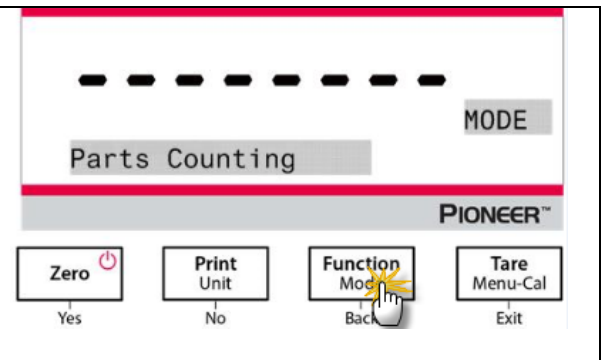 MODE
Parts Counting
PIONEER™
Zero
Yes
Print
Unit
No
Function
Mode
Back
Tare
Menu-Cal
Exit